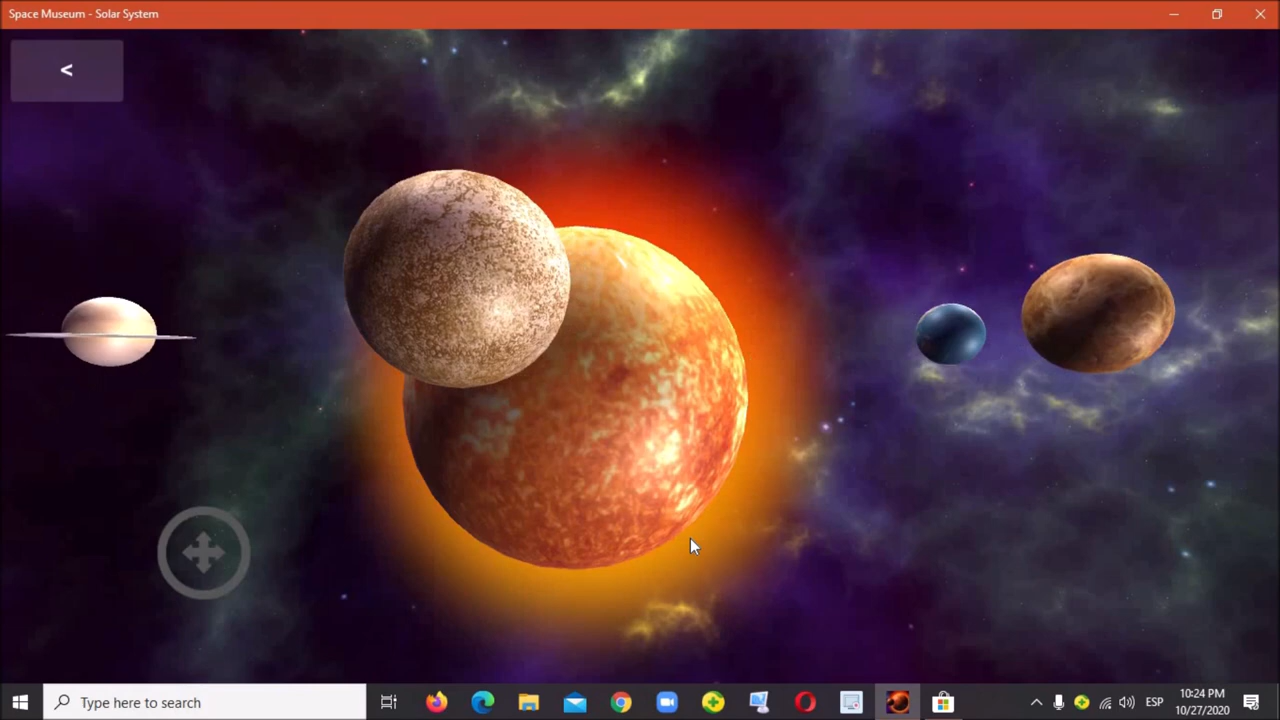 Space Museum - Solar System
<
Type here to search
ESP
10:24 PM
10/27/2020